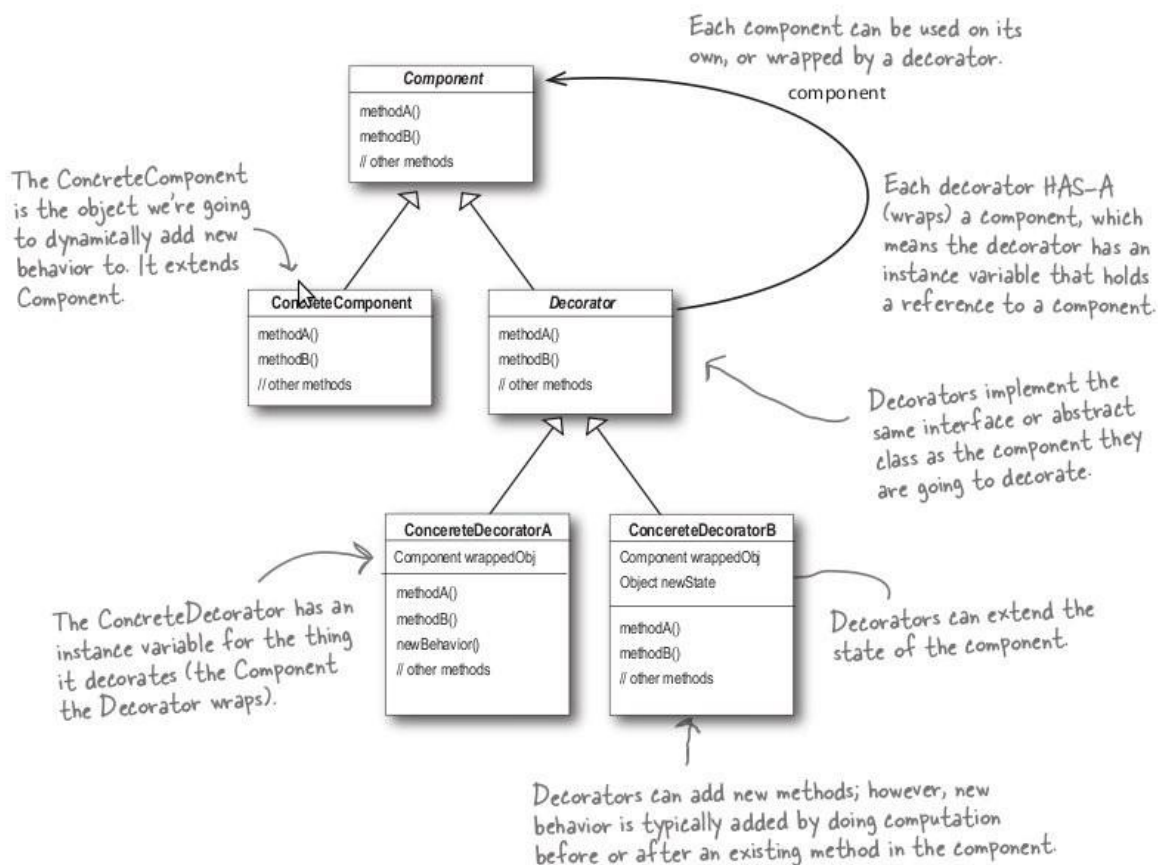 Each component can be used on its
own, or wrapped by a decorator.
component
Component
methodA()
methodB()
// other methods
The ConcreteComponent
is the object we're going
to dynamically add new
behavior to. It extends
Component.
Each decorator HAS-A
(wraps) a component, which
means the decorator has an
instance variable that holds
a reference to a component.
ConcreteComponent
methodA()
methodB()
// other methods
Decorator
methodA()
methodB()
// other methods
Decorators implement the
same interface or abstract
class as the component they
are going to decorate.
ConcereteDecoratorA
Component wrappedObj
methodA()
methodB()
newBehavior()
// other methods
ConcereteDecoratorB
Component wrappedObj
Object newState
methodA()
methodB()
// other methods
The ConcreteDecorator has an
instance variable for the thing
it decorates (the Component
the Decorator wraps).
Decorators can extend the
state of the component.
Decorators can add new methods; however, new
behavior is typically added by doing computation
before or after an existing method in the component.